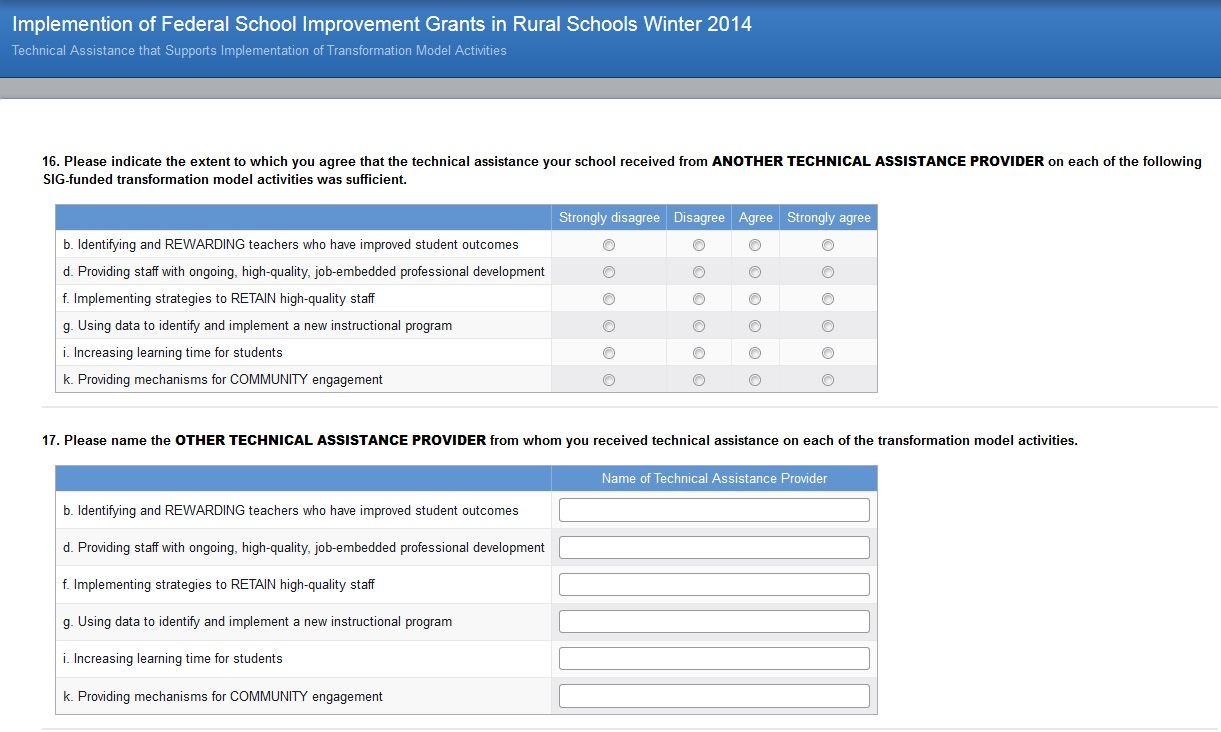 Implemention of Federal School Improvement Grants in Rural Schools Winter 2014
Technical Assistance that Supports Implementation of Transformation Model Activities
16. Please indicate the extent to which you agree that the technical assistance your school received from ANOTHER TECHNICAL ASSISTANCE PROVIDER on each of the following
SIG-funded transformation model activities was sufficient.
Strongly disagree Disagree Agree Strongly agree
b. Identifying and REWARDING teachers who have improved student outcomes
d. Providing staff with ongoing, high-quality, job-embedded professional development
f. Implementing strategies to RETAIN high-quality staff
g. Using data to identify and implement a new instructional program
i. Increasing learning time for students
k. Providing mechanisms for COMMUNITY engagement
17. Please name the OTHER TECHNICAL ASSISTANCE PROVIDER from whom you received technical assistance on each of the transformation model activities.
Name of Technical Assistance Provider
b. Identifying and REWARDING teachers who have improved student outcomes
d. Providing staff with ongoing, high-quality, job-embedded professional development
f. Implementing strategies to RETAIN high-quality staff
g. Using data to identify and implement a new instructional program
i. Increasing learning time for students
k. Providing mechanisms for COMMUNITY engagement